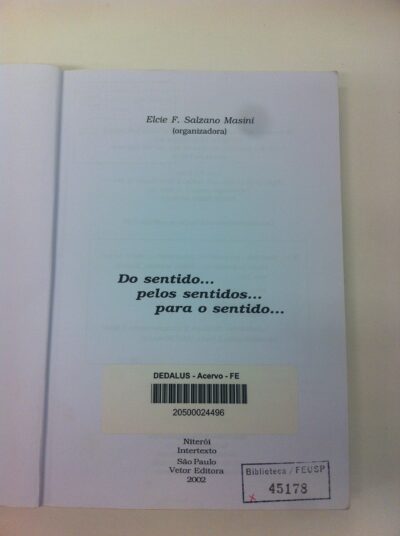 Elcie F. Salzano Masini
(organizadora)
Do sentido...
pelos sentidos...
para o sentido...
DEDALUS - Acervo - FE
20500024496
Niterói
Intertexto
São Paulo
Vetor Editora
2002
Biblioteca / FEUSP
45178